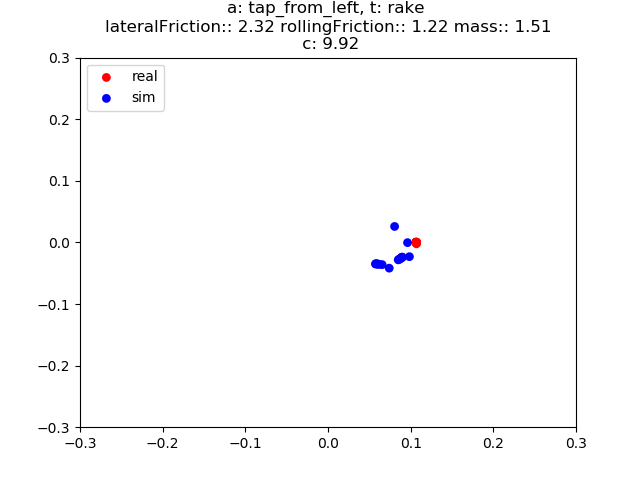 a: tap_from_left, t: rake
lateralFriction:: 2.32 rollingFriction:: 1.22 mass:: 1.51
c: 9.92
real
sim
0.3
0.2
0.1
0.0
−0.1
−0.2
−0.3
−0.3 −0.2 −0.1 0.0 0.1 0.2 0.3